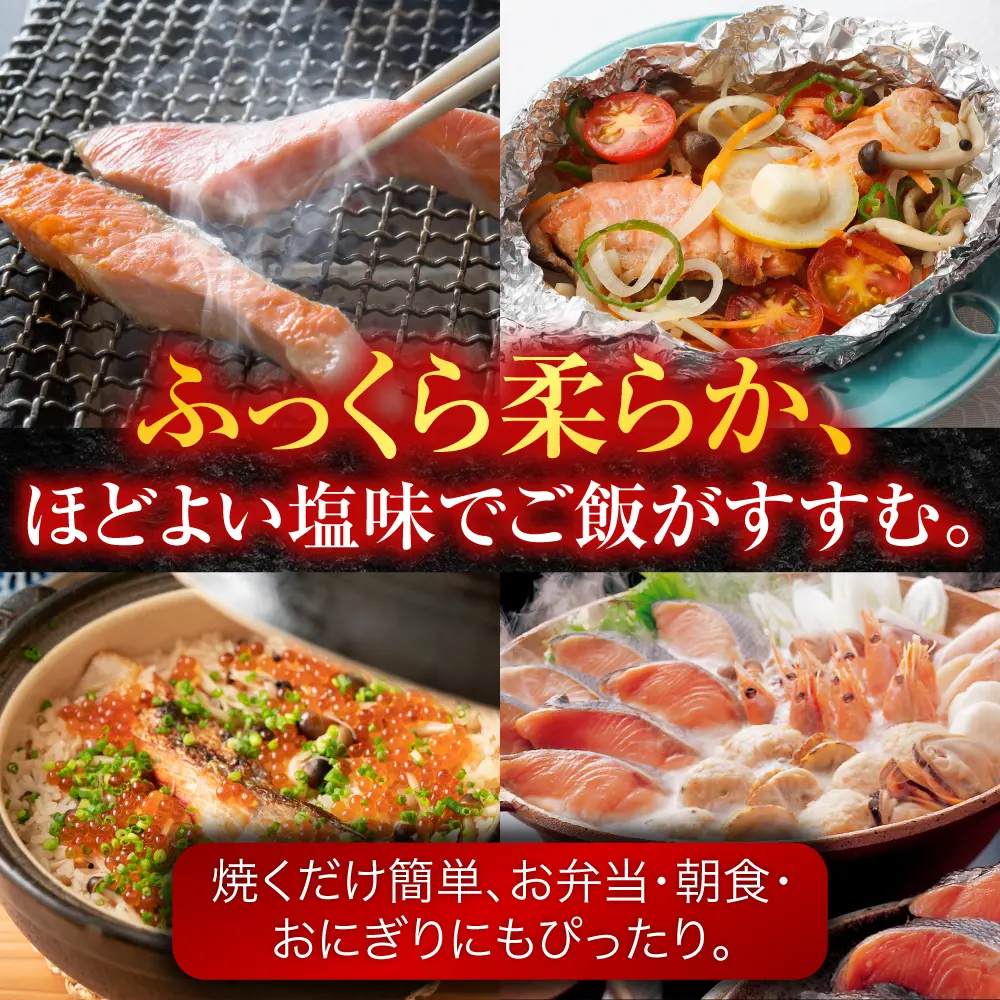 ふっくら柔らか、
ほどよい塩味でご飯がすすむ。
焼くだけ簡単、お弁当・朝食・
おにぎりにもぴったり。